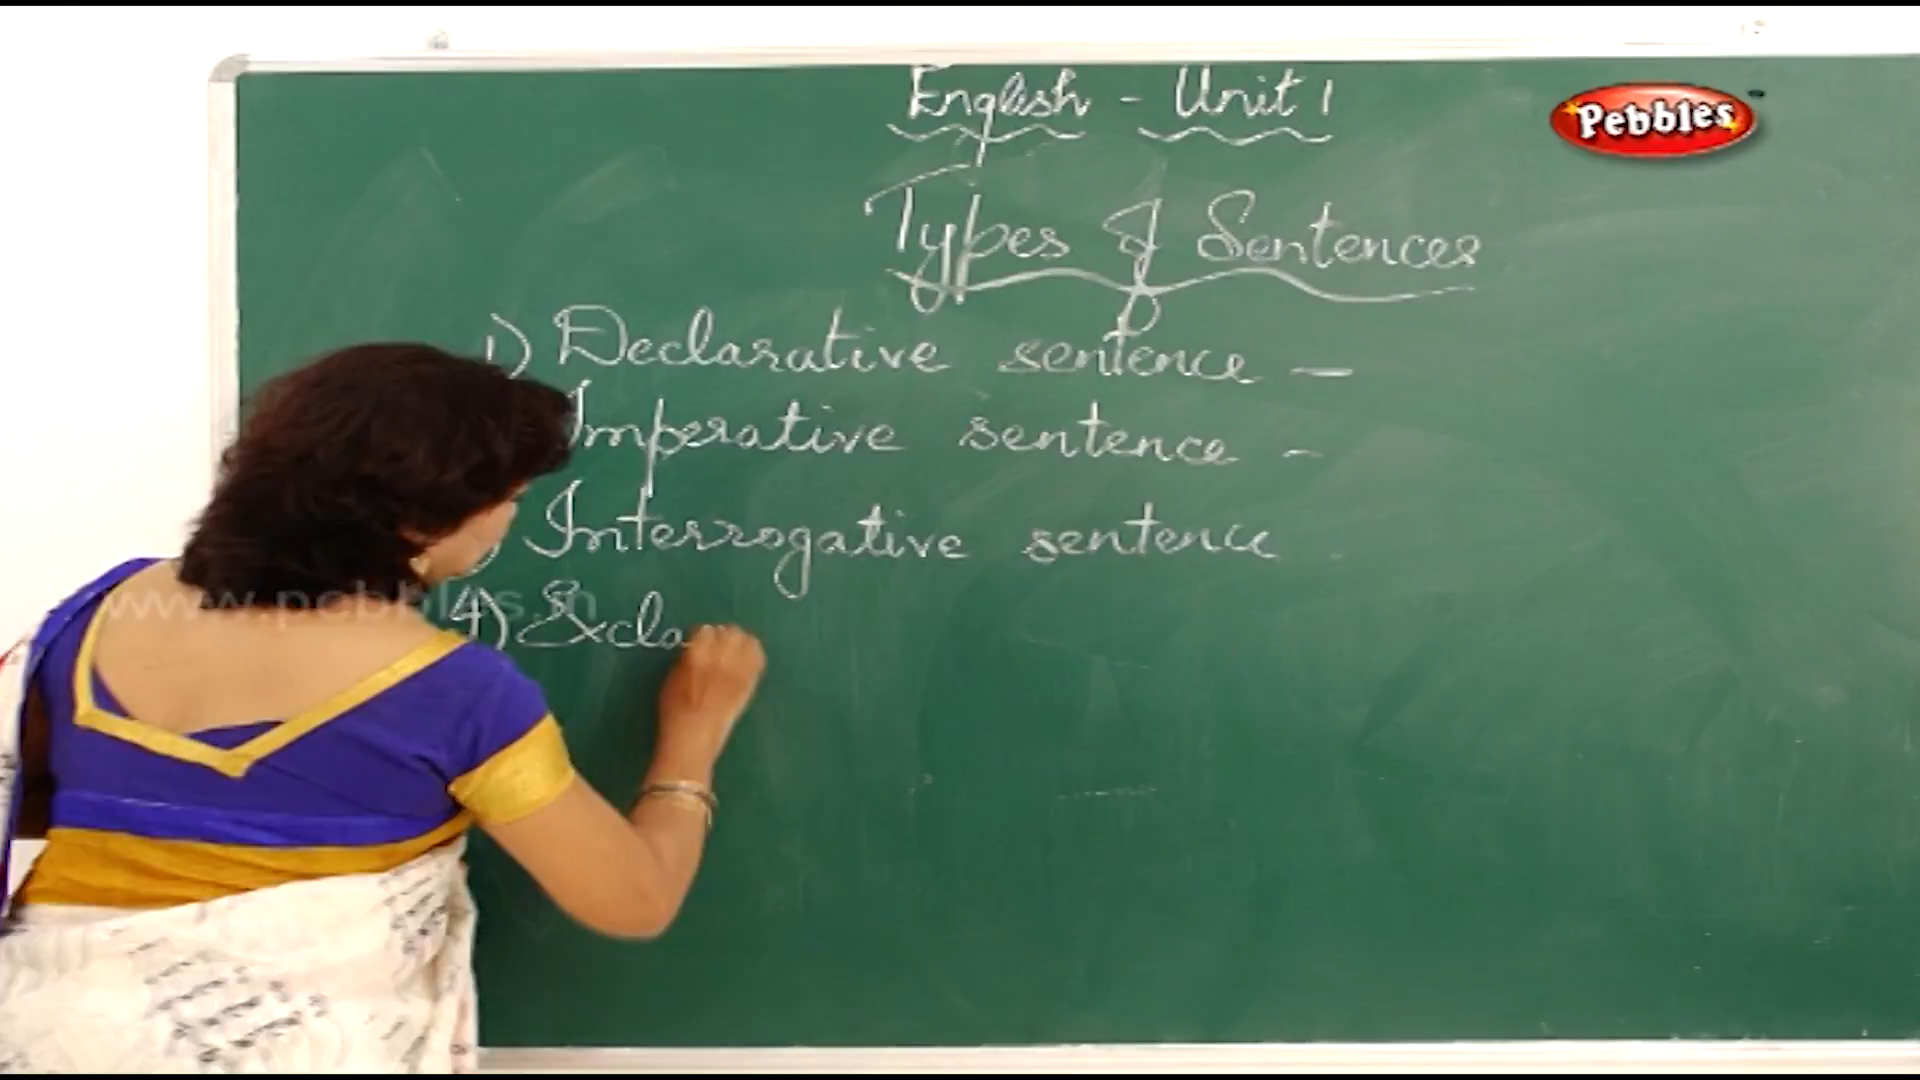 English - Unit 1
Pebbles
Types of Sentences
1) Declarative sentence -
Imperative sentence -
) Interrogative sentence
4) Excla
www.pebbles.in